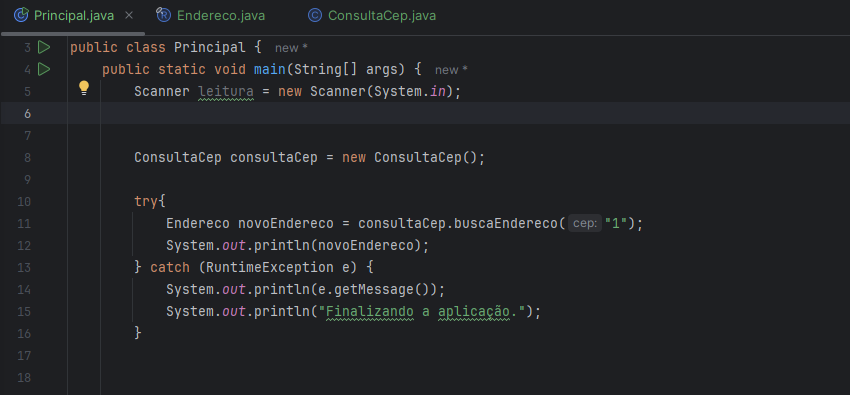 Principal.java × Endereco.java ConsultaCep.java
3 public class Principal { new *
4 public static void main(String[] args) { new *
5 Scanner leitura = new Scanner(System.in);
6
7
8 ConsultaCep consultaCep = new ConsultaCep();
9
10 try{
11 Endereco novoEndereco = consultaCep.buscaEndereco( cep: "1");
12 System.out.println(novoEndereco);
13 } catch (RuntimeException e) {
14 System.out.println(e.getMessage());
15 System.out.println("Finalizando a aplicação.");
16 }
17
18